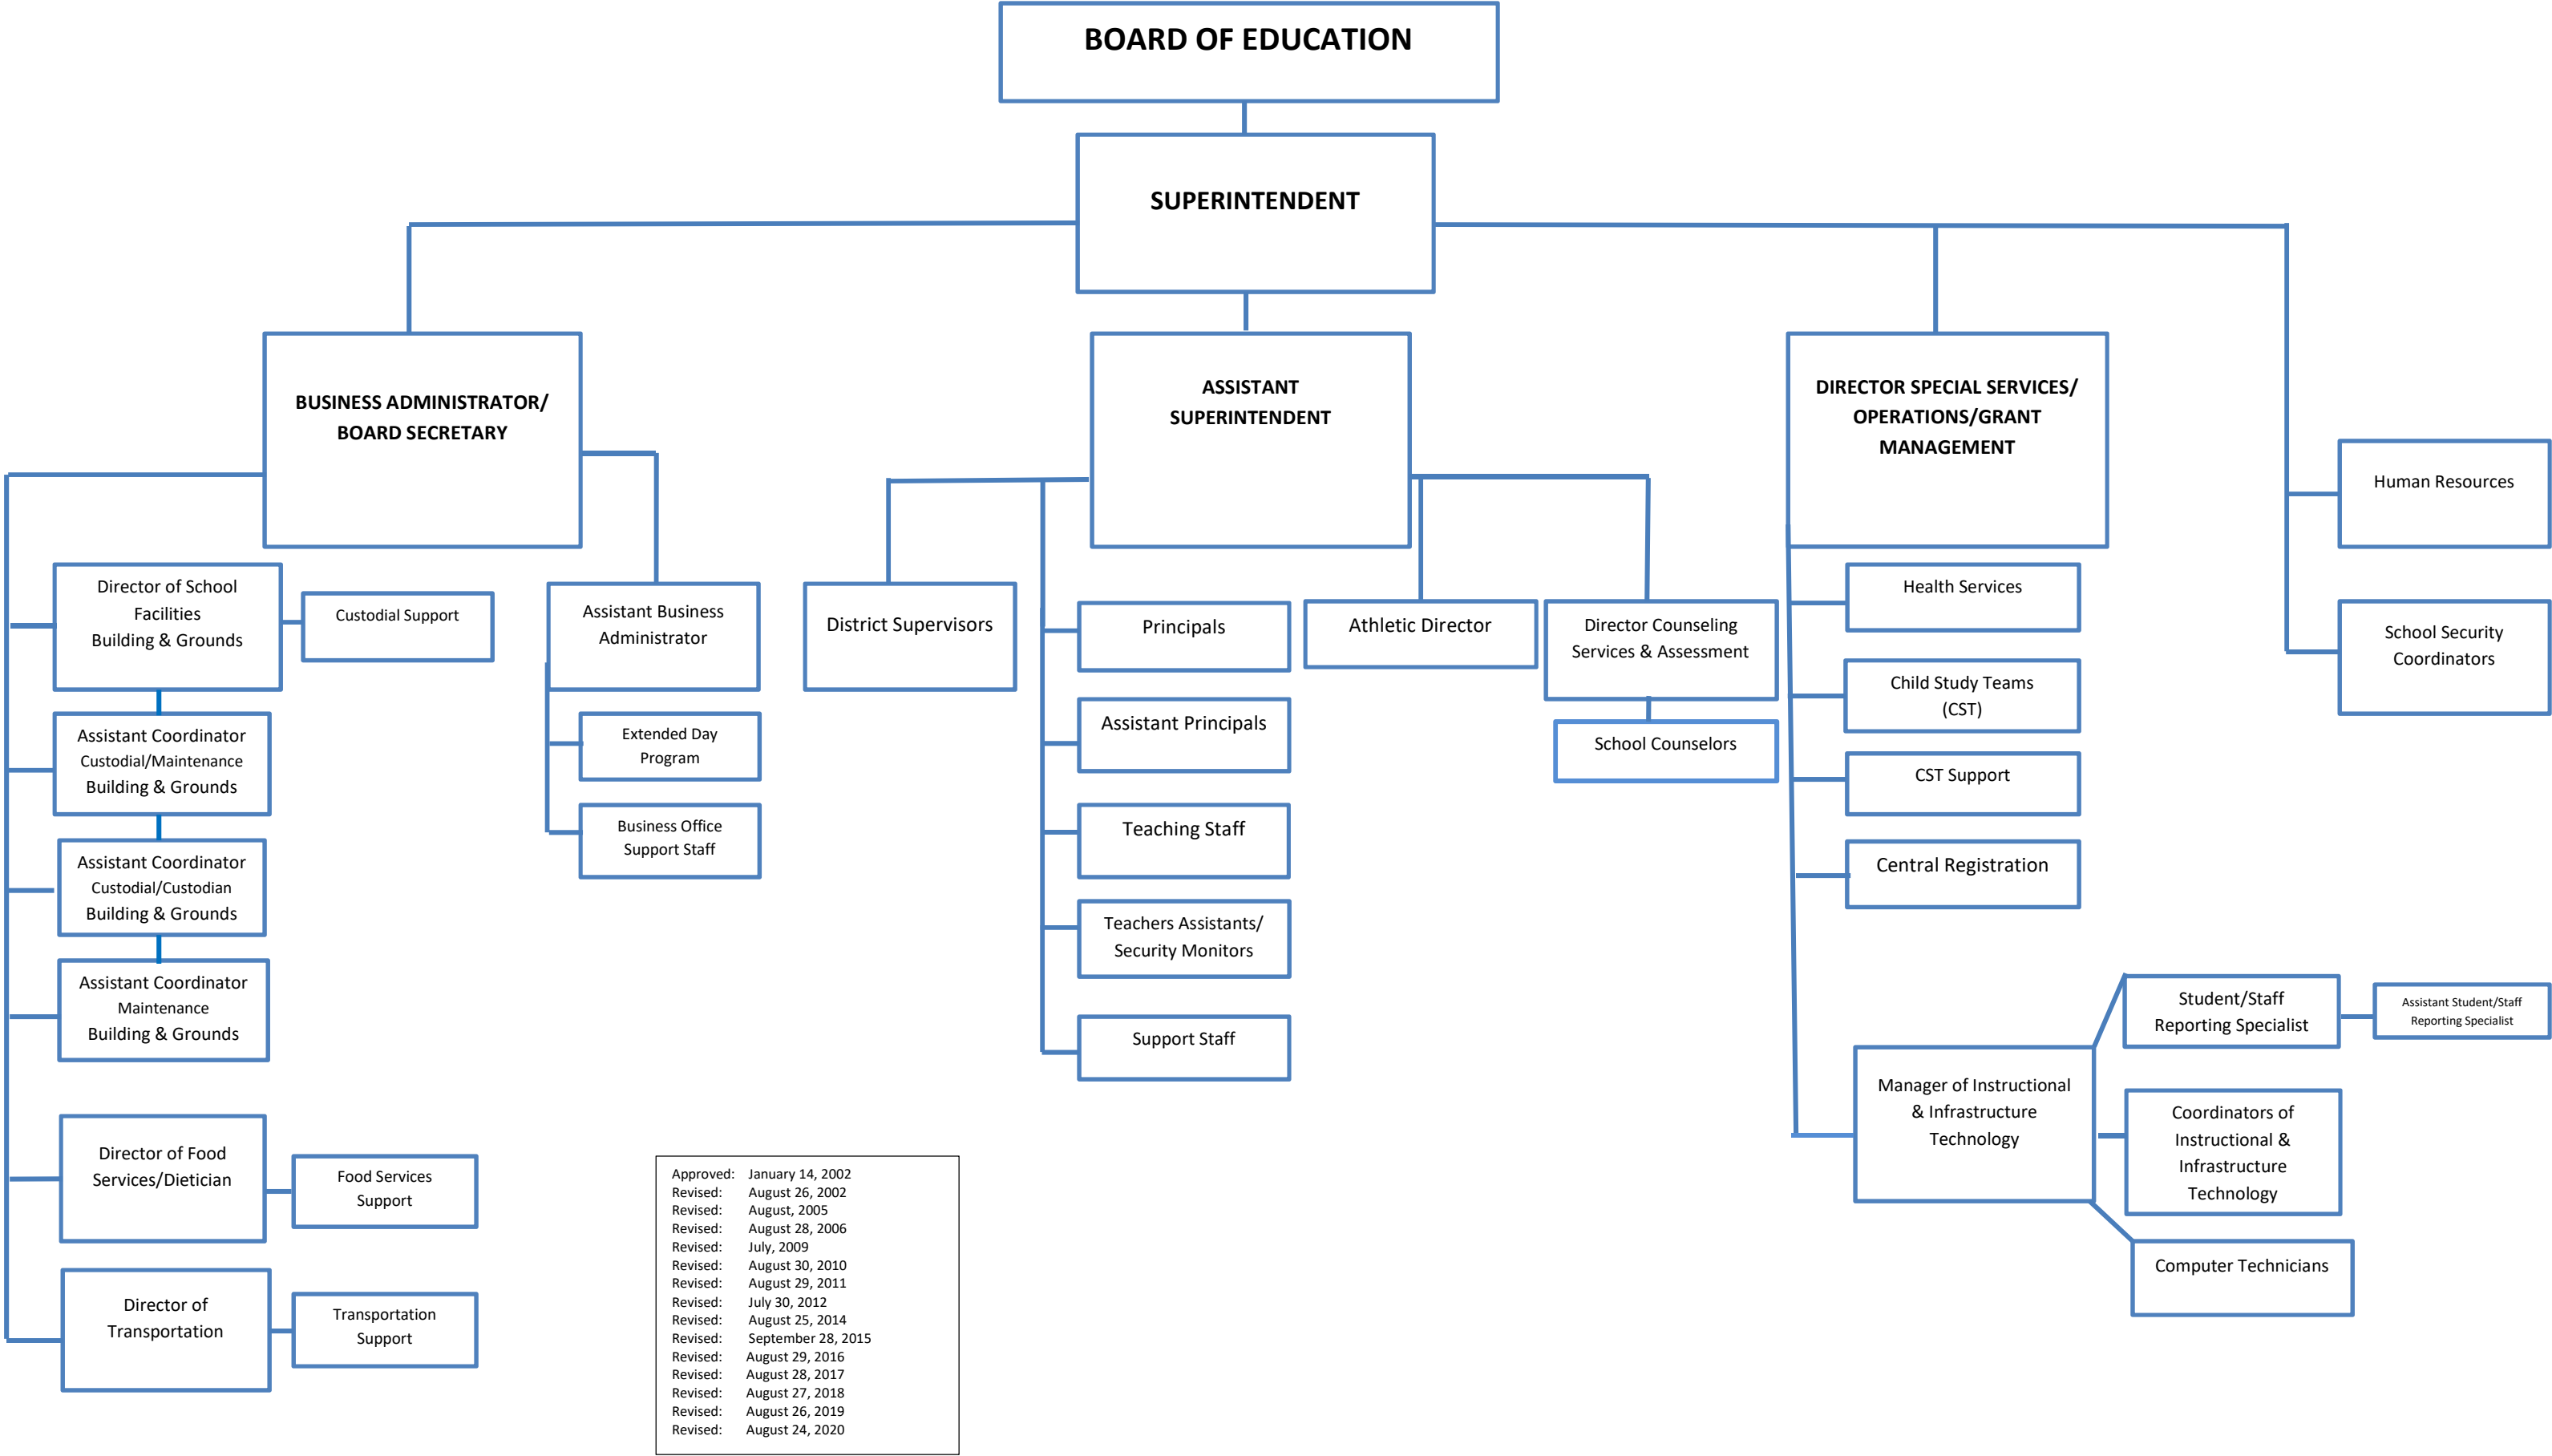 BOARD OF EDUCATION
SUPERINTENDENT
BUSINESS ADMINISTRATOR/
BOARD SECRETARY
ASSISTANT
SUPERINTENDENT
DIRECTOR SPECIAL SERVICES/
OPERATIONS/GRANT
MANAGEMENT
Human Resources
School Security
Coordinators
Director of School
Facilities
Building & Grounds
Custodial Support
Assistant Coordinator
Custodial/Maintenance
Building & Grounds
Assistant Coordinator
Custodial/Custodian
Building & Grounds
Assistant Coordinator
Maintenance
Building & Grounds
Director of Food
Services/Dietician
Food Services
Support
Director of
Transportation
Transportation
Support
Assistant Business
Administrator
Extended Day
Program
Business Office
Support Staff
District Supervisors
Principals
Assistant Principals
Teaching Staff
Teachers Assistants/
Security Monitors
Support Staff
Athletic Director
Director Counseling
Services & Assessment
School Counselors
Health Services
Child Study Teams
(CST)
CST Support
Central Registration
Manager of Instructional
& Infrastructure
Technology
Student/Staff
Reporting Specialist
Assistant Student/Staff
Reporting Specialist
Coordinators of
Instructional &
Infrastructure
Technology
Computer Technicians
Approved: January 14, 2002
Revised: August 26, 2002
Revised: August, 2005
Revised: August 28, 2006
Revised: July, 2009
Revised: August 30, 2010
Revised: August 29, 2011
Revised: July 30, 2012
Revised: August 25, 2014
Revised: September 28, 2015
Revised: August 29, 2016
Revised: August 28, 2017
Revised: August 27, 2018
Revised: August 26, 2019
Revised: August 24, 2020